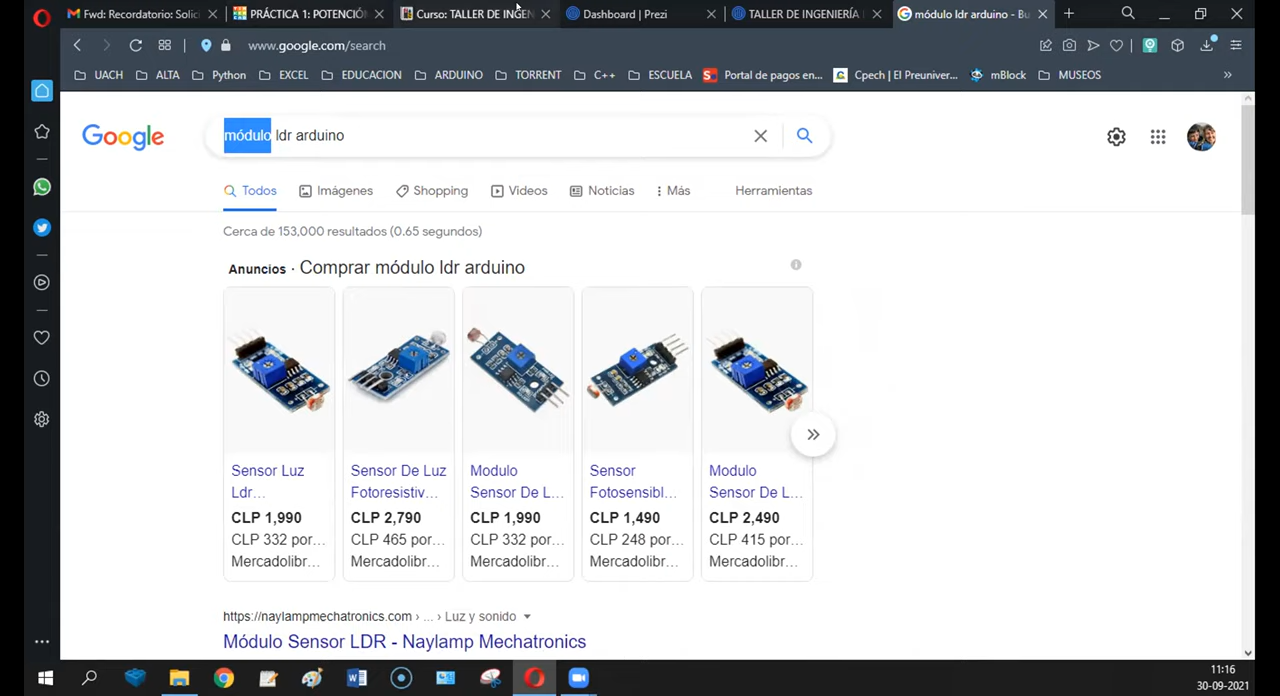 Fwd: Recordatorio: Solic
PRÁCTICA 1: POTENCIÓN
Curso: TALLER DE INGEN
Dashboard | Prezi
TALLER DE INGENIERÍA
módulo ldr arduino - Bu
www.google.com/search
UACH
ALTA
Python
EXCEL
EDUCACION
ARDUINO
TORRENT
C++
ESCUELA
Portal de pagos en...
Cpech | El Preuniver...
mBlock
MUSEOS
Google
módulo ldr arduino
Todos
Imágenes
Shopping
Videos
Noticias
Más
Herramientas
Cerca de 153,000 resultados (0.65 segundos)
Anuncios · Comprar módulo ldr arduino
Sensor Luz
Ldr...
CLP 1,990
CLP 332 por...
Mercadolibr...
Sensor De Luz
Fotoresistiv...
CLP 2,790
CLP 465 por...
Mercadolibr...
Modulo
Sensor De L...
CLP 1,990
CLP 332 por...
Mercadolibr...
Sensor
Fotosensibl...
CLP 1,490
CLP 248 por...
Mercadolibr...
Modulo
Sensor De L...
CLP 2,490
CLP 415 por...
Mercadolibr...
https://naylampmechatronics.com › ... › Luz y sonido
Módulo Sensor LDR - Naylamp Mechatronics
11:16
30-09-2021